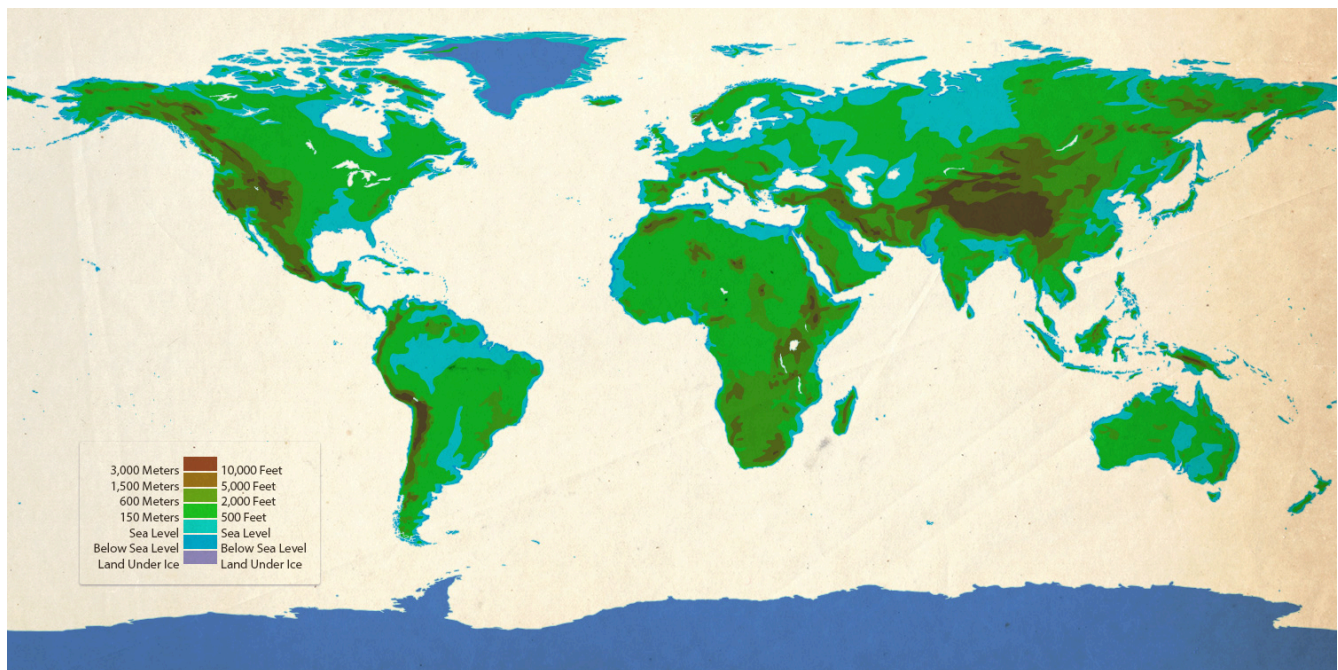 3,000 Meters 10,000 Feet
1,500 Meters 5,000 Feet
600 Meters 2,000 Feet
150 Meters 500 Feet
Sea Level Sea Level
Below Sea Level Below Sea Level
Land Under Ice Land Under Ice